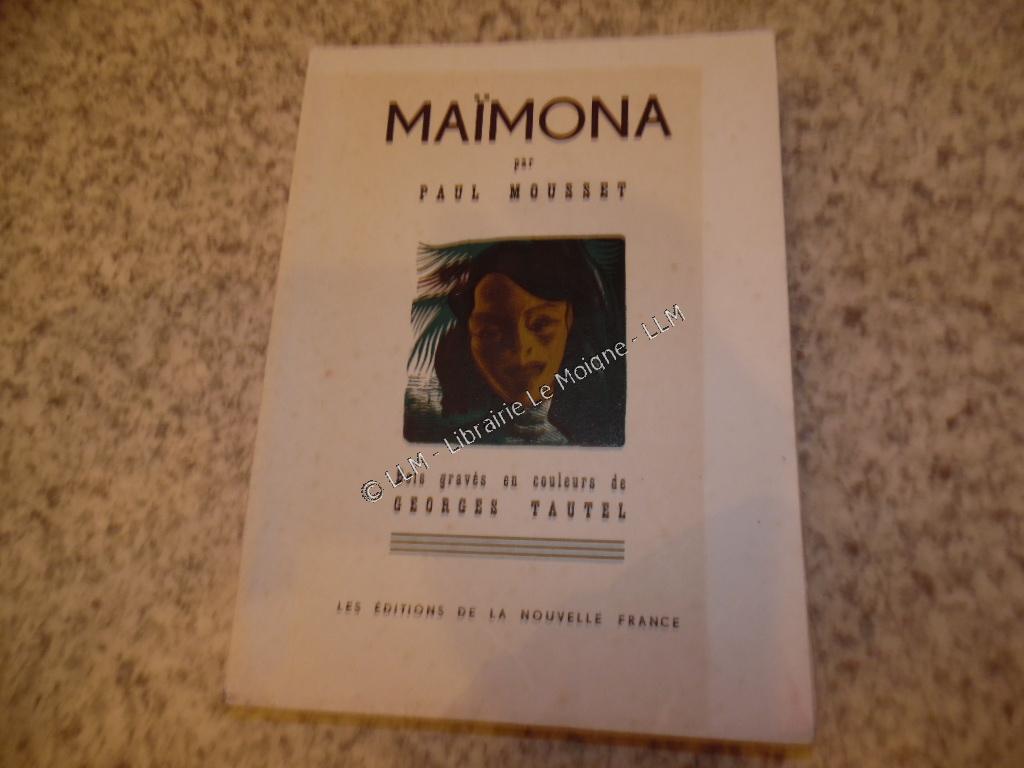 MAÏMONA
par
PAUL MOUSSET
© LLM - Librairie Le Moigne - LLM
gravés en couleurs de
GEORGES TAUTEL
LES ÉDITIONS DE LA NOUVELLE FRANCE